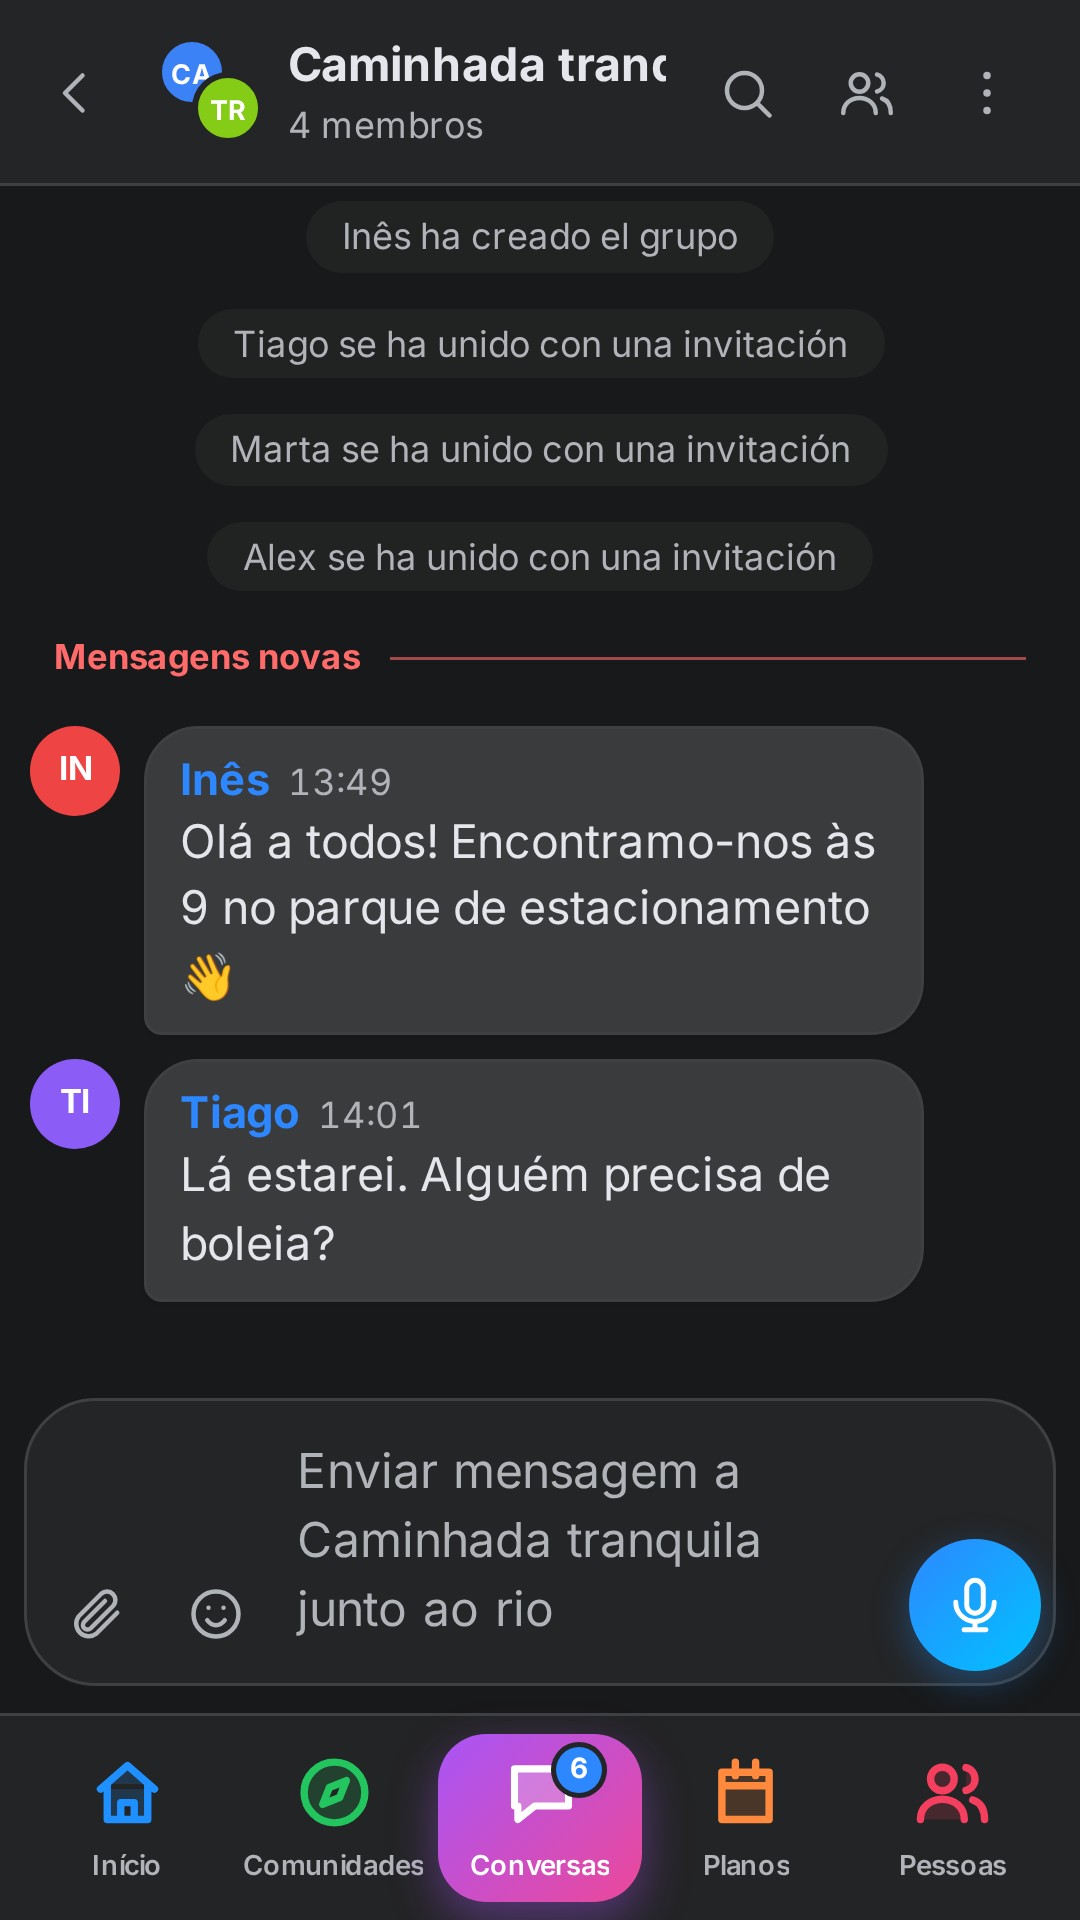 CA
TR
Caminhada tranq
4 membros
Inês ha creado el grupo
Tiago se ha unido con una invitación
Marta se ha unido con una invitación
Alex se ha unido con una invitación
Mensagens novas
IN
Inês 13:49
Olá a todos! Encontramo-nos às
9 no parque de estacionamento
👋
TI
Tiago 14:01
Lá estarei. Alguém precisa de
boleia?
Enviar mensagem a
Caminhada tranquila
junto ao rio
6
Início Comunidades Conversas Planos Pessoas